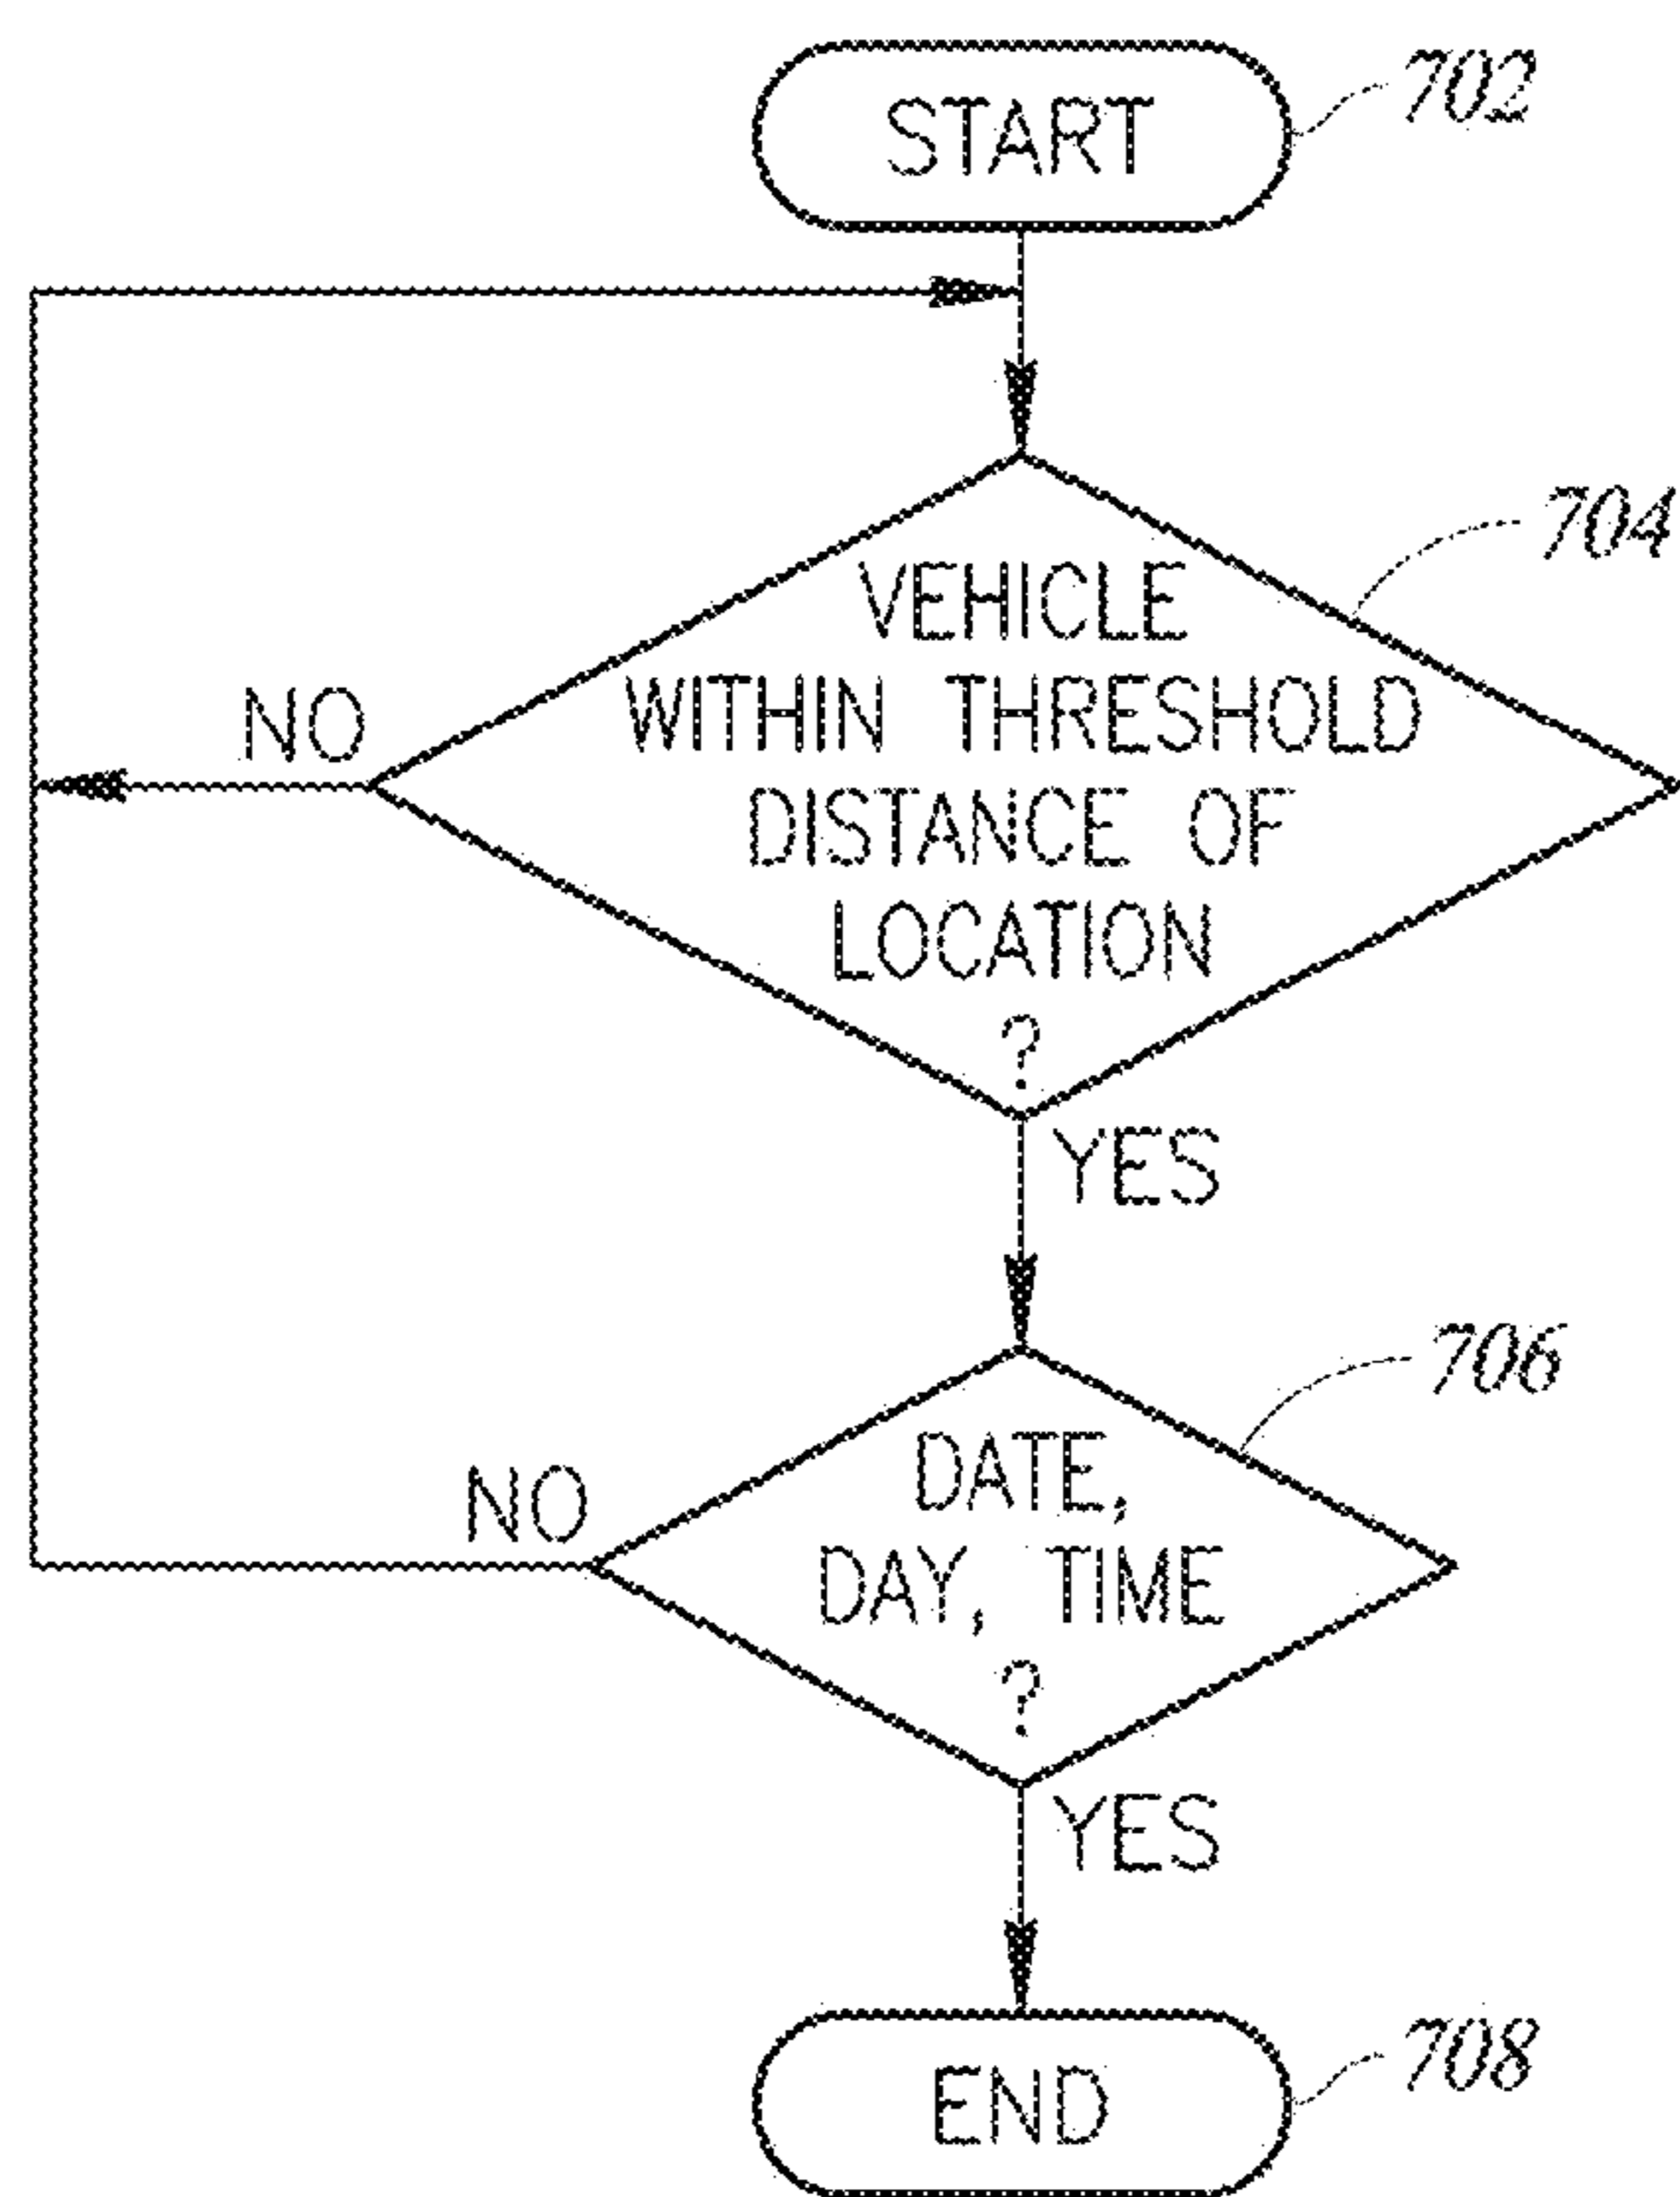 START
702
704
VEHICLE
WITHIN THRESHOLD
DISTANCE OF
LOCATION
?
NO
YES
706
DATE,
DAY, TIME
?
NO
YES
END
708